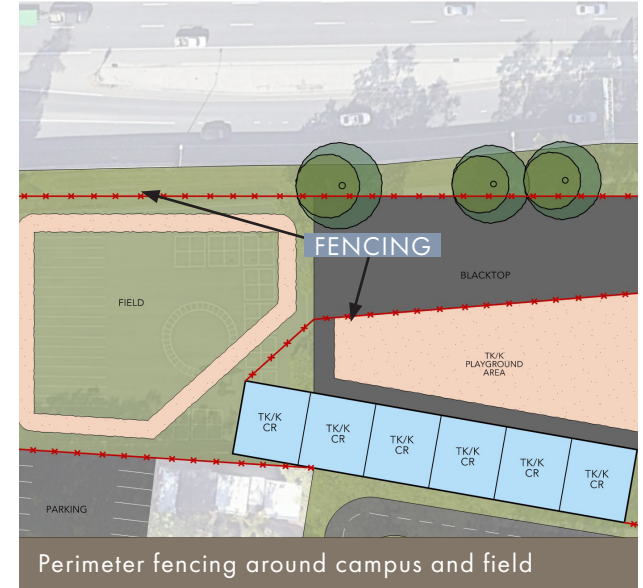 FENCING
BLACKTOP
FIELD
TK/K
PLAYGROUND
AREA
TK/K
CR
TK/K
CR
TK/K
CR
TK/K
CR
TK/K
CR
TK/K
CR
PARKING
Perimeter fencing around campus and field